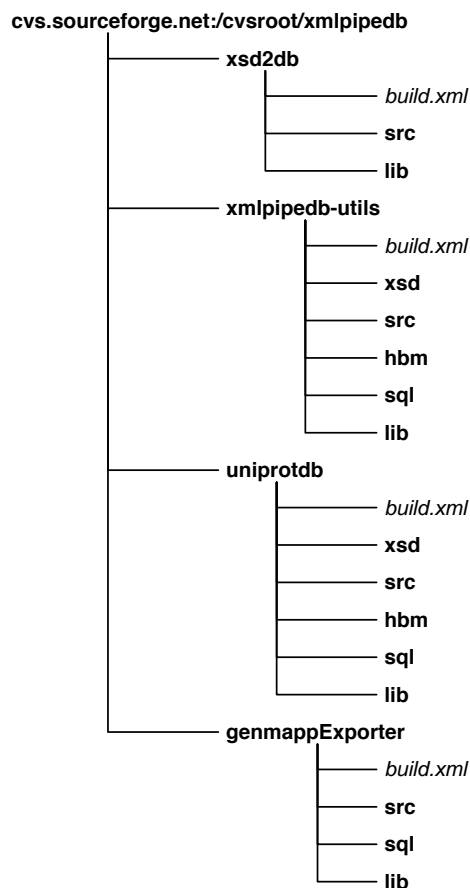 cvs.sourceforge.net:/cvsroot/xmlpipedb
xsd2db
build.xml
src
lib
xmlpipedb-utils
build.xml
xsd
src
hbm
sql
lib
uniprotdb
build.xml
xsd
src
hbm
sql
lib
genmappExporter
build.xml
src
sql
lib